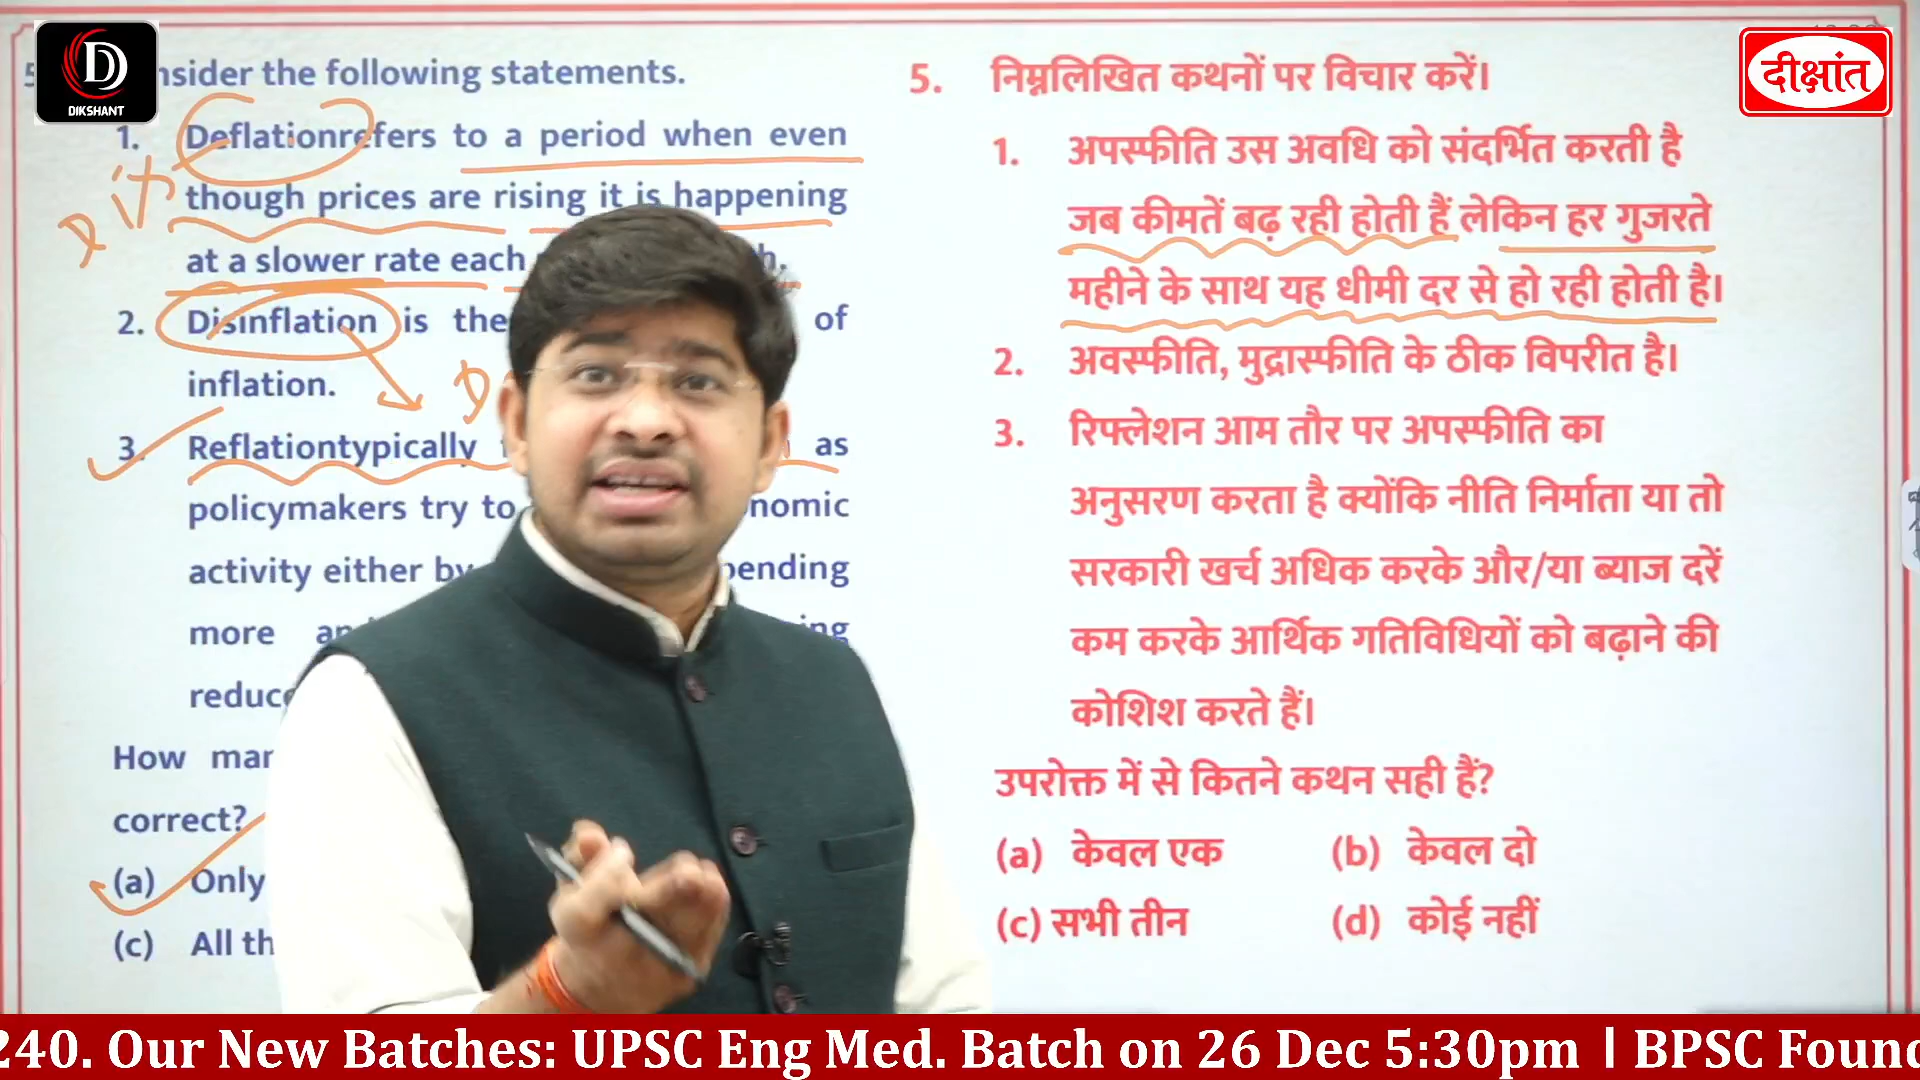 D
DIKSHANT
दीक्षांत
nsider the following statements.
1. Deflationrefers to a period when even
though prices are rising it is happening
at a slower rate each h.
2. Disinflation is the of
inflation.
3. Reflationtypically as
policymakers try to nomic
activity either by pending
more ing
reduce
How man
correct?
(a) Only
(c) All th
5. निम्नलिखित कथनों पर विचार करें।
1. अपस्फीति उस अवधि को संदर्भित करती है
जब कीमतें बढ़ रही होती हैं लेकिन हर गुजरते
महीने के साथ यह धीमी दर से हो रही होती है।
2. अवस्फीति, मुद्रास्फीति के ठीक विपरीत है।
3. रिफ्लेशन आम तौर पर अपस्फीति का
अनुसरण करता है क्योंकि नीति निर्माता या तो
सरकारी खर्च अधिक करके और/या ब्याज दरें
कम करके आर्थिक गतिविधियों को बढ़ाने की
कोशिश करते हैं।
उपरोक्त में से कितने कथन सही हैं?
(a) केवल एक (b) केवल दो
(c) सभी तीन (d) कोई नहीं
240. Our New Batches: UPSC Eng Med. Batch on 26 Dec 5:30pm | BPSC Found